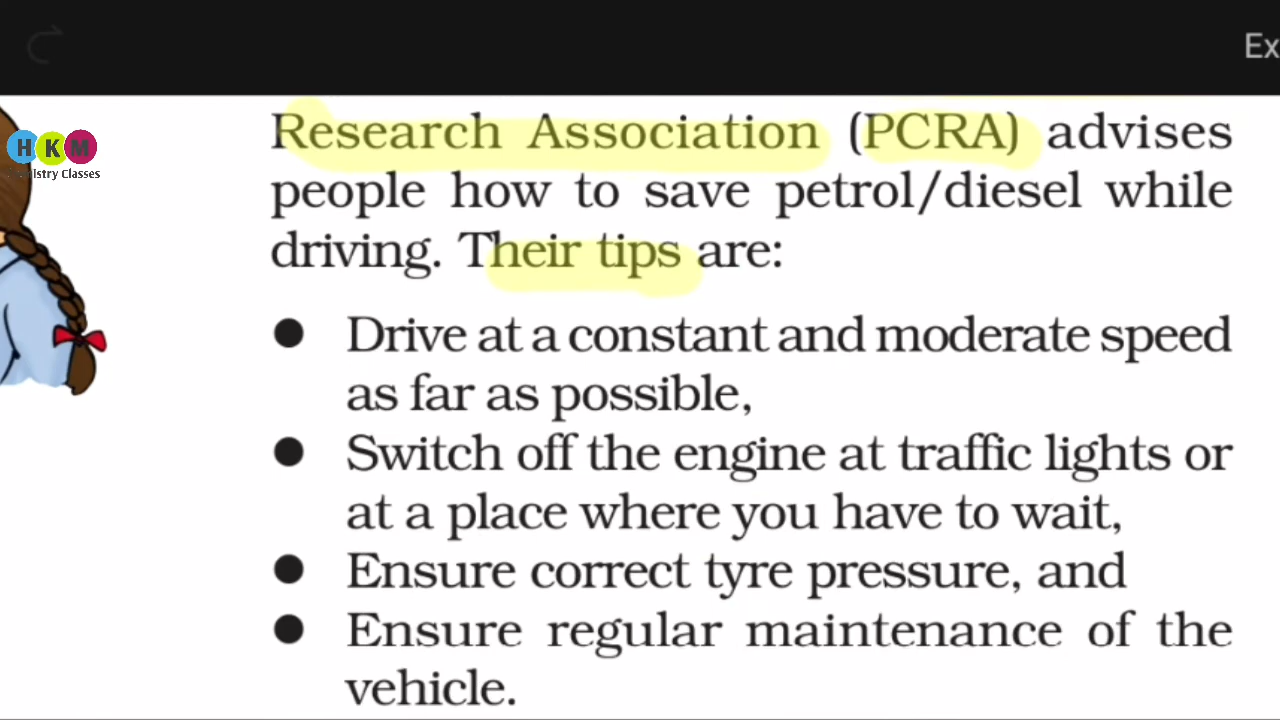 Ex
HKM
Research Association (PCRA) advises
people how to save petrol/diesel while
driving. Their tips are:
● Drive at a constant and moderate speed
as far as possible,
● Switch off the engine at traffic lights or
at a place where you have to wait,
● Ensure correct tyre pressure, and
● Ensure regular maintenance of the
vehicle.
Classes